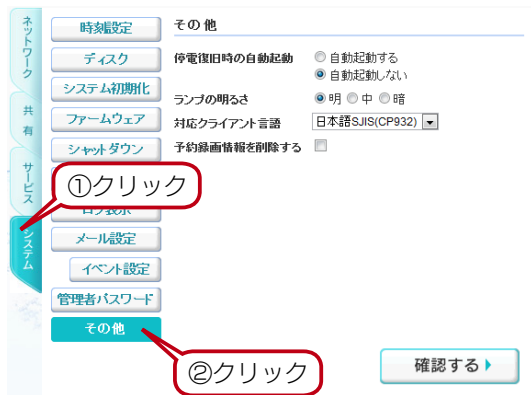 ネットワーク
共有
サービス
システム
時刻設定
ディスク
システム初期化
ファームウェア
シャットダウン
ログ表示
メール設定
イベント設定
管理者パスワード
その他
①クリック
②クリック
その他
停電復旧時の自動起動
自動起動する
自動起動しない
ランプの明るさ
明 中 暗
対応クライアント言語
日本語SJIS(CP932)
予約録画情報を削除する
確認する